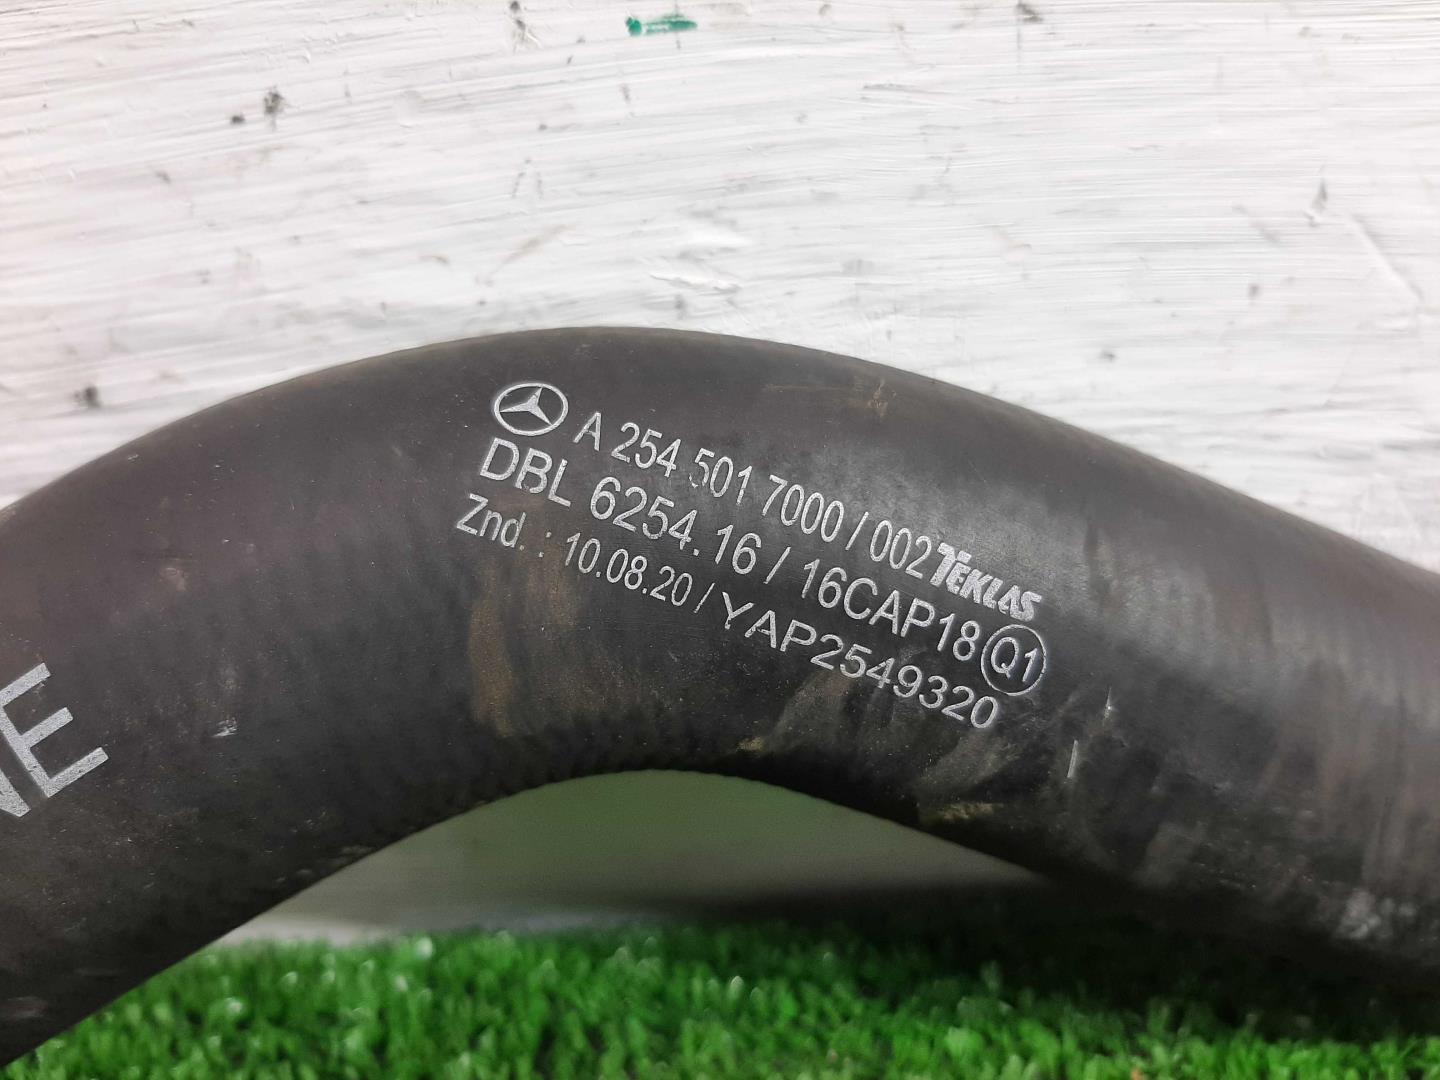 A 254 501 7000 / 002 TEKLAS
DBL 6254.16 / 16CAP18 Q1
Znd. : 10.08.20 / YAP2549320